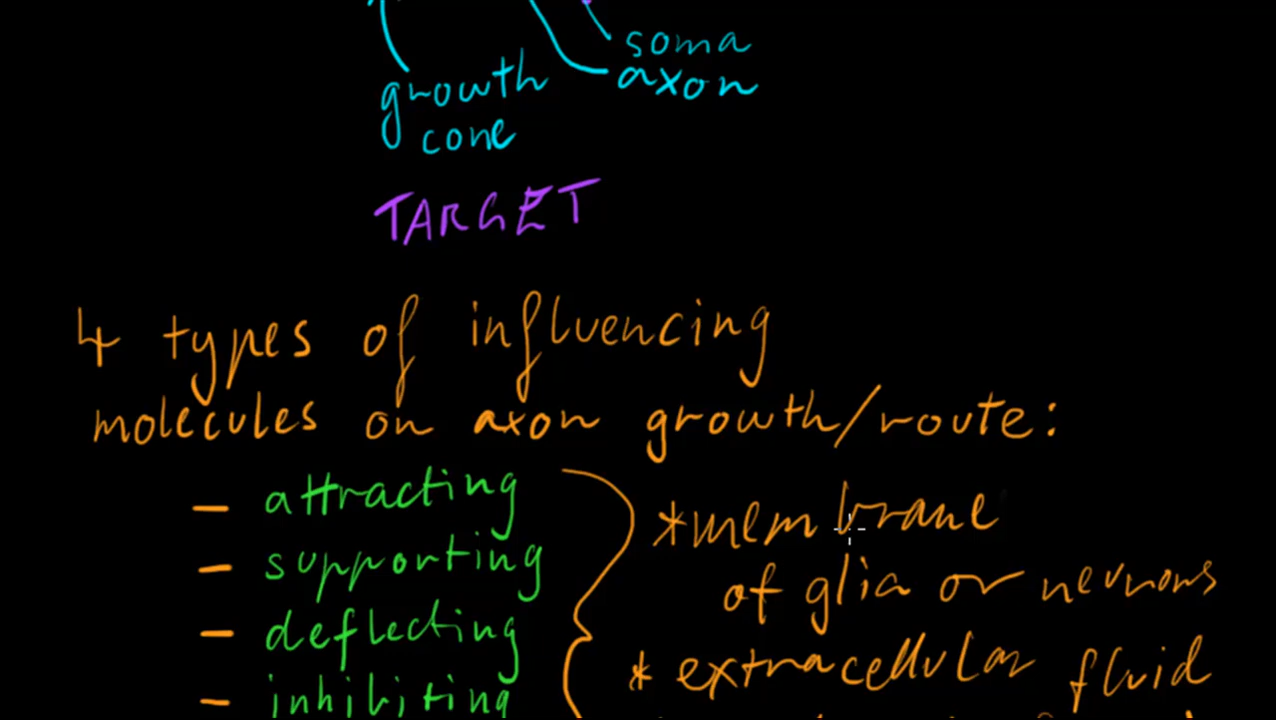 soma
axon
growth
cone
TARGET
4 types of influencing
molecules on axon growth/route:
- attracting
- supporting
- deflecting
- inhibiting
*membrane
of glia or neurons
* extracellular fluid